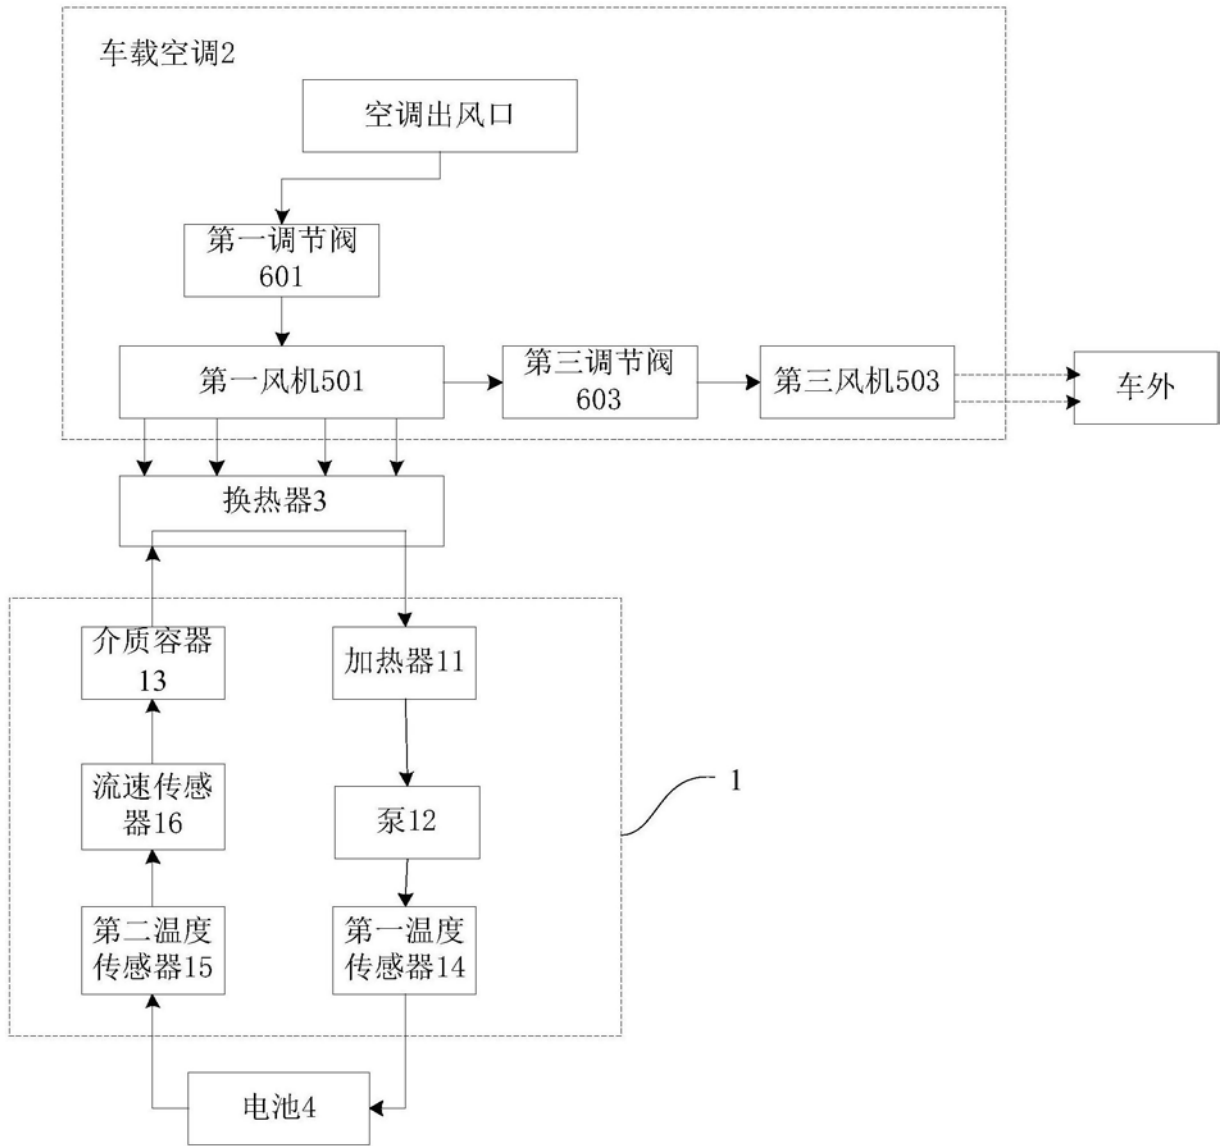 车载空调2
空调出风口
第一调节阀
601
第一风机501
第三调节阀
603
第三风机503
车外
换热器3
介质容器
13
加热器11
流速传感
器16
泵12
1
第二温度
传感器15
第一温度
传感器14
电池4